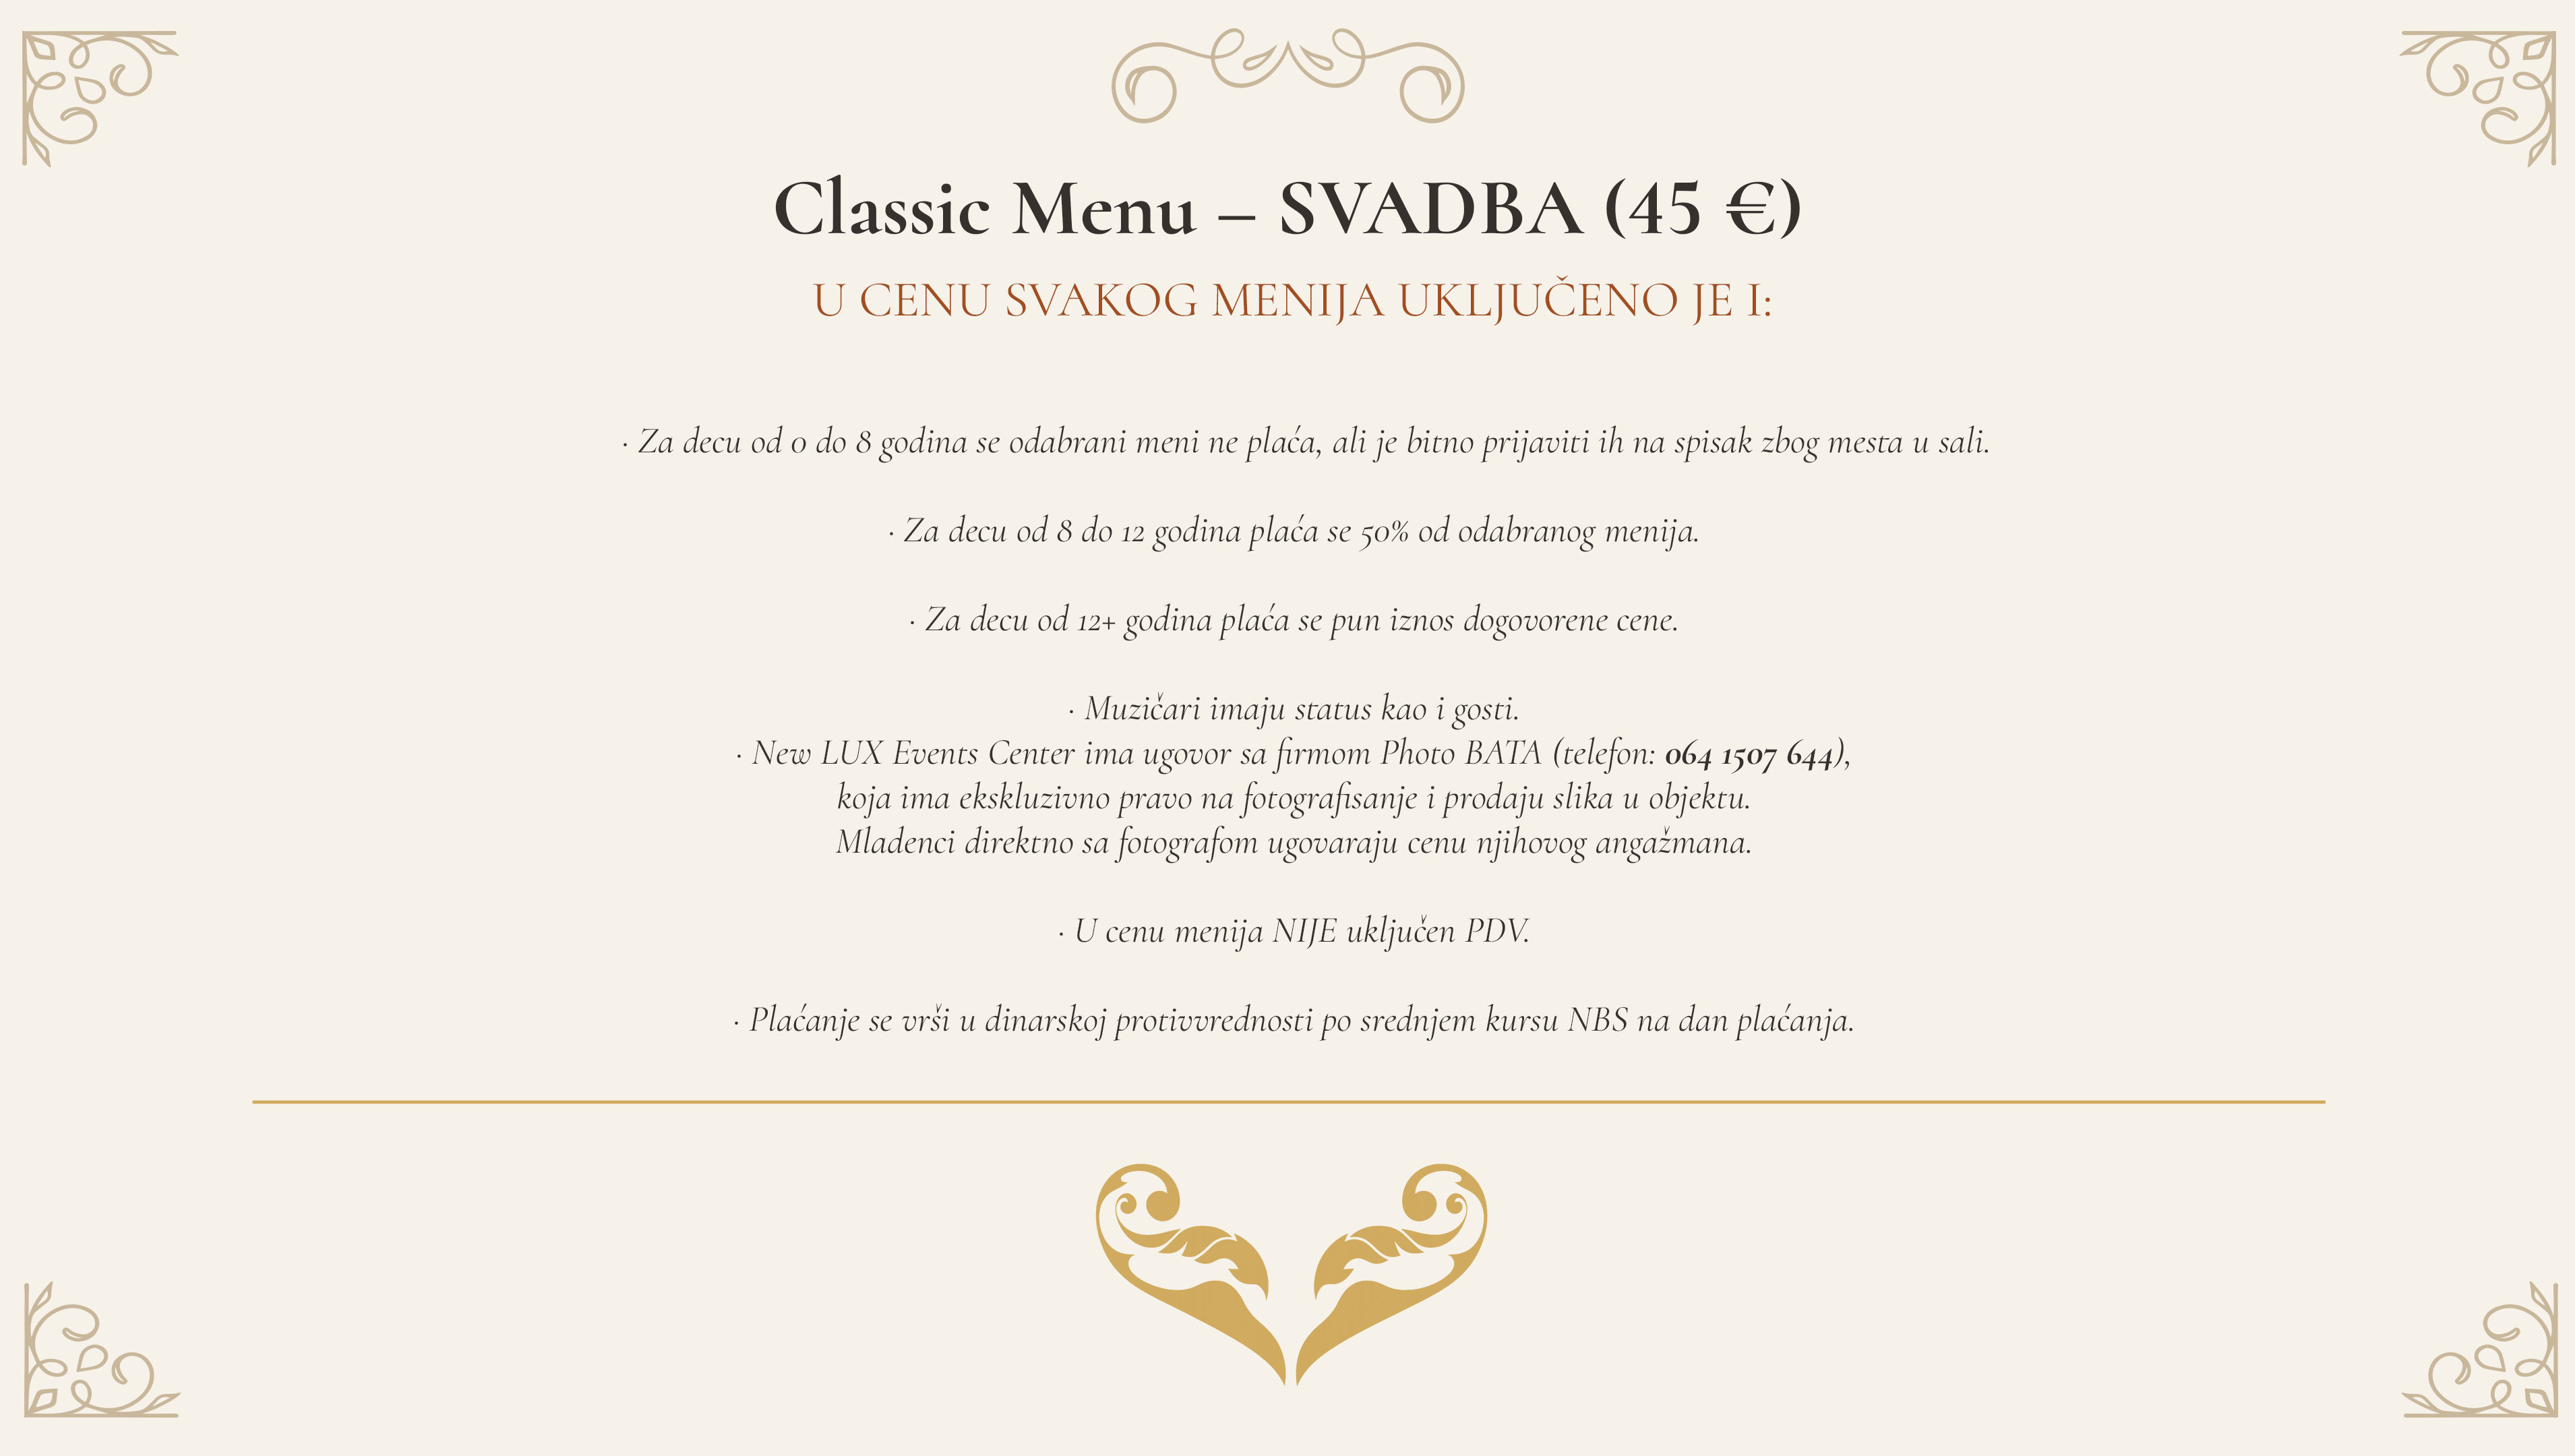 Classic Menu – SVADBA (45 €)
U CENU SVAKOG MENIJA UKLJUČENO JE I:
· Za decu od 0 do 8 godina se odabrani meni ne plaća, ali je bitno prijaviti ih na spisak zbog mesta u sali.
· Za decu od 8 do 12 godina plaća se 50% od odabranog menija.
· Za decu od 12+ godina plaća se pun iznos dogovorene cene.
· Muzičari imaju status kao i gosti.
· New LUX Events Center ima ugovor sa firmom Photo BATA (telefon: 064 1507 644),
koja ima ekskluzivno pravo na fotografisanje i prodaju slika u objektu.
Mladenci direktno sa fotografom ugovaraju cenu njihovog angažmana.
· U cenu menija NIJE uključen PDV.
· Plaćanje se vrši u dinarskoj protivvrednosti po srednjem kursu NBS na dan plaćanja.